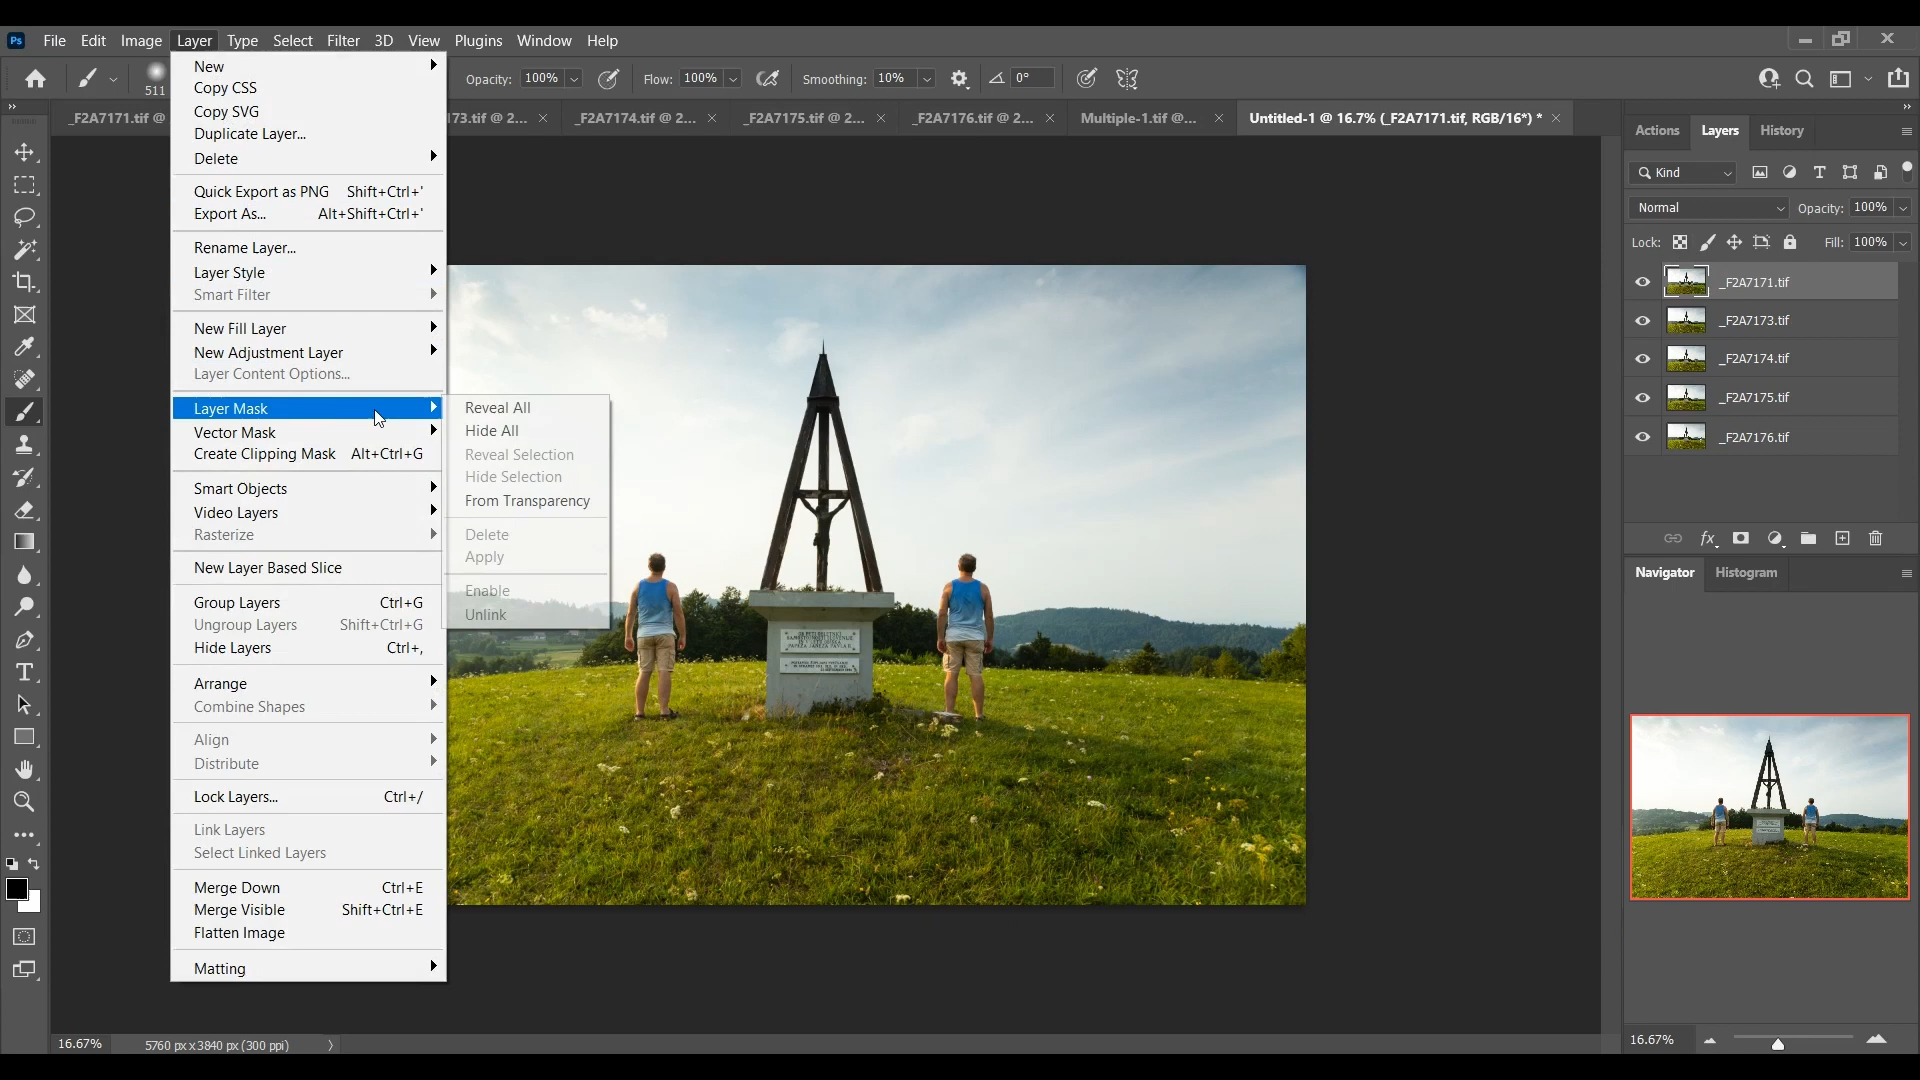 Ps File Edit Image Layer Type Select Filter 3D View Plugins Window Help
511 Opacity: 100% Flow: 100% Smoothing: 10% 0°
_F2A7171.tif @ 173.tif @ 2... _F2A7174.tif @ 2... _F2A7175.tif @ 2... _F2A7176.tif @ 2... Multiple-1.tif @... Untitled-1 @ 16.7% (_F2A7171.tif, RGB/16*) *
New
Copy CSS
Copy SVG
Duplicate Layer...
Delete
Quick Export as PNG Shift+Ctrl+'
Export As... Alt+Shift+Ctrl+'
Rename Layer...
Layer Style
Smart Filter
New Fill Layer
New Adjustment Layer
Layer Content Options...
Layer Mask
Vector Mask
Create Clipping Mask Alt+Ctrl+G
Smart Objects
Video Layers
Rasterize
New Layer Based Slice
Group Layers Ctrl+G
Ungroup Layers Shift+Ctrl+G
Hide Layers Ctrl+,
Arrange
Combine Shapes
Align
Distribute
Lock Layers... Ctrl+/
Link Layers
Select Linked Layers
Merge Down Ctrl+E
Merge Visible Shift+Ctrl+E
Flatten Image
Matting
Reveal All
Hide All
Reveal Selection
Hide Selection
From Transparency
Delete
Apply
Enable
Unlink
Actions Layers History
Kind
Normal Opacity: 100%
Lock: Fill: 100%
_F2A7171.tif
_F2A7173.tif
_F2A7174.tif
_F2A7175.tif
_F2A7176.tif
fx
Navigator Histogram
16.67%
16.67% 5760 px x 3840 px (300 ppi)